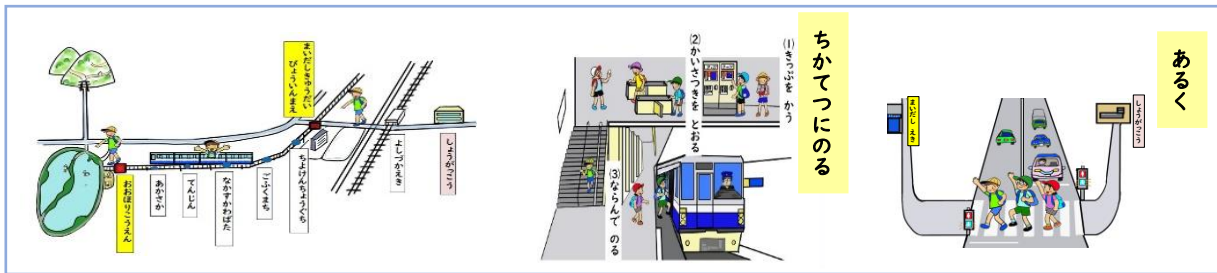 あるく
しょうがっこう
まいだし えき
ちかてつにのる
⑴きっぷを かう
⑵かいさつきを とおる
⑶ならんで のる
しょうがっこう
よしづかえき
まいだしきゅうだい
びょういんまえ
ちよけんちょうぐち
ごふくまち
なかすかわばた
てんじん
あかさか
おおほりこうえん